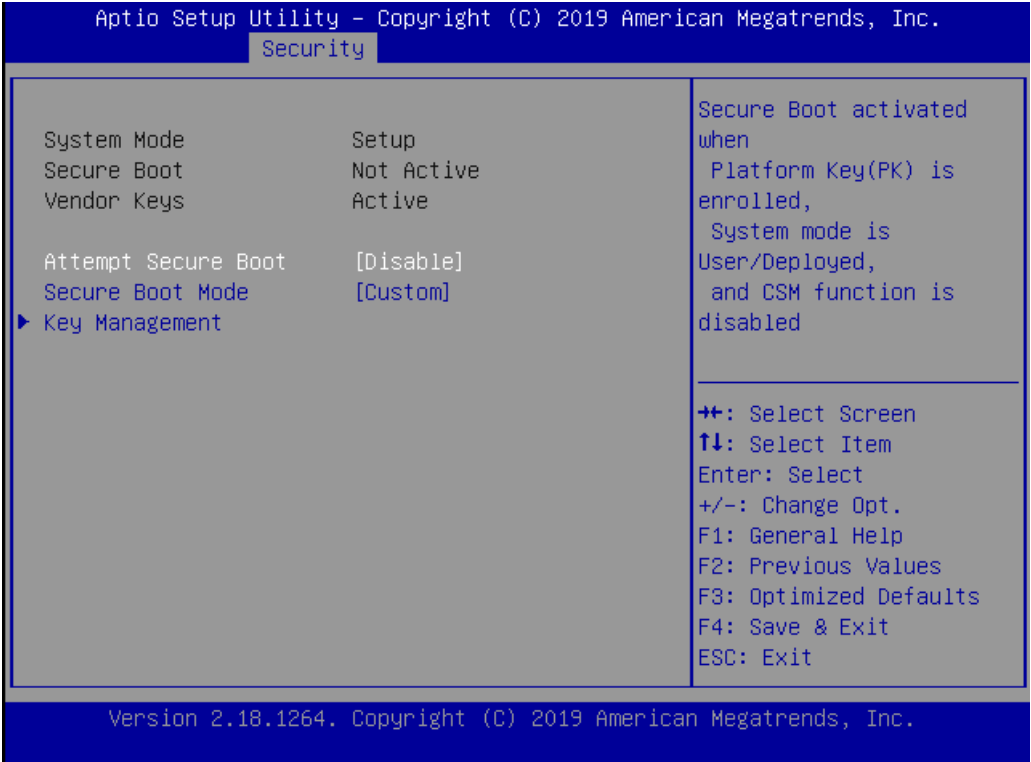 Aptio Setup Utility – Copyright (C) 2019 American Megatrends, Inc.
Security
System Mode Setup
Secure Boot Not Active
Vendor Keys Active
Attempt Secure Boot [Disable]
Secure Boot Mode [Custom]
Key Management
Secure Boot activated
when
Platform Key(PK) is
enrolled,
System mode is
User/Deployed,
and CSM function is
disabled
→←: Select Screen
↑↓: Select Item
Enter: Select
+/-: Change Opt.
F1: General Help
F2: Previous Values
F3: Optimized Defaults
F4: Save & Exit
ESC: Exit
Version 2.18.1264. Copyright (C) 2019 American Megatrends, Inc.